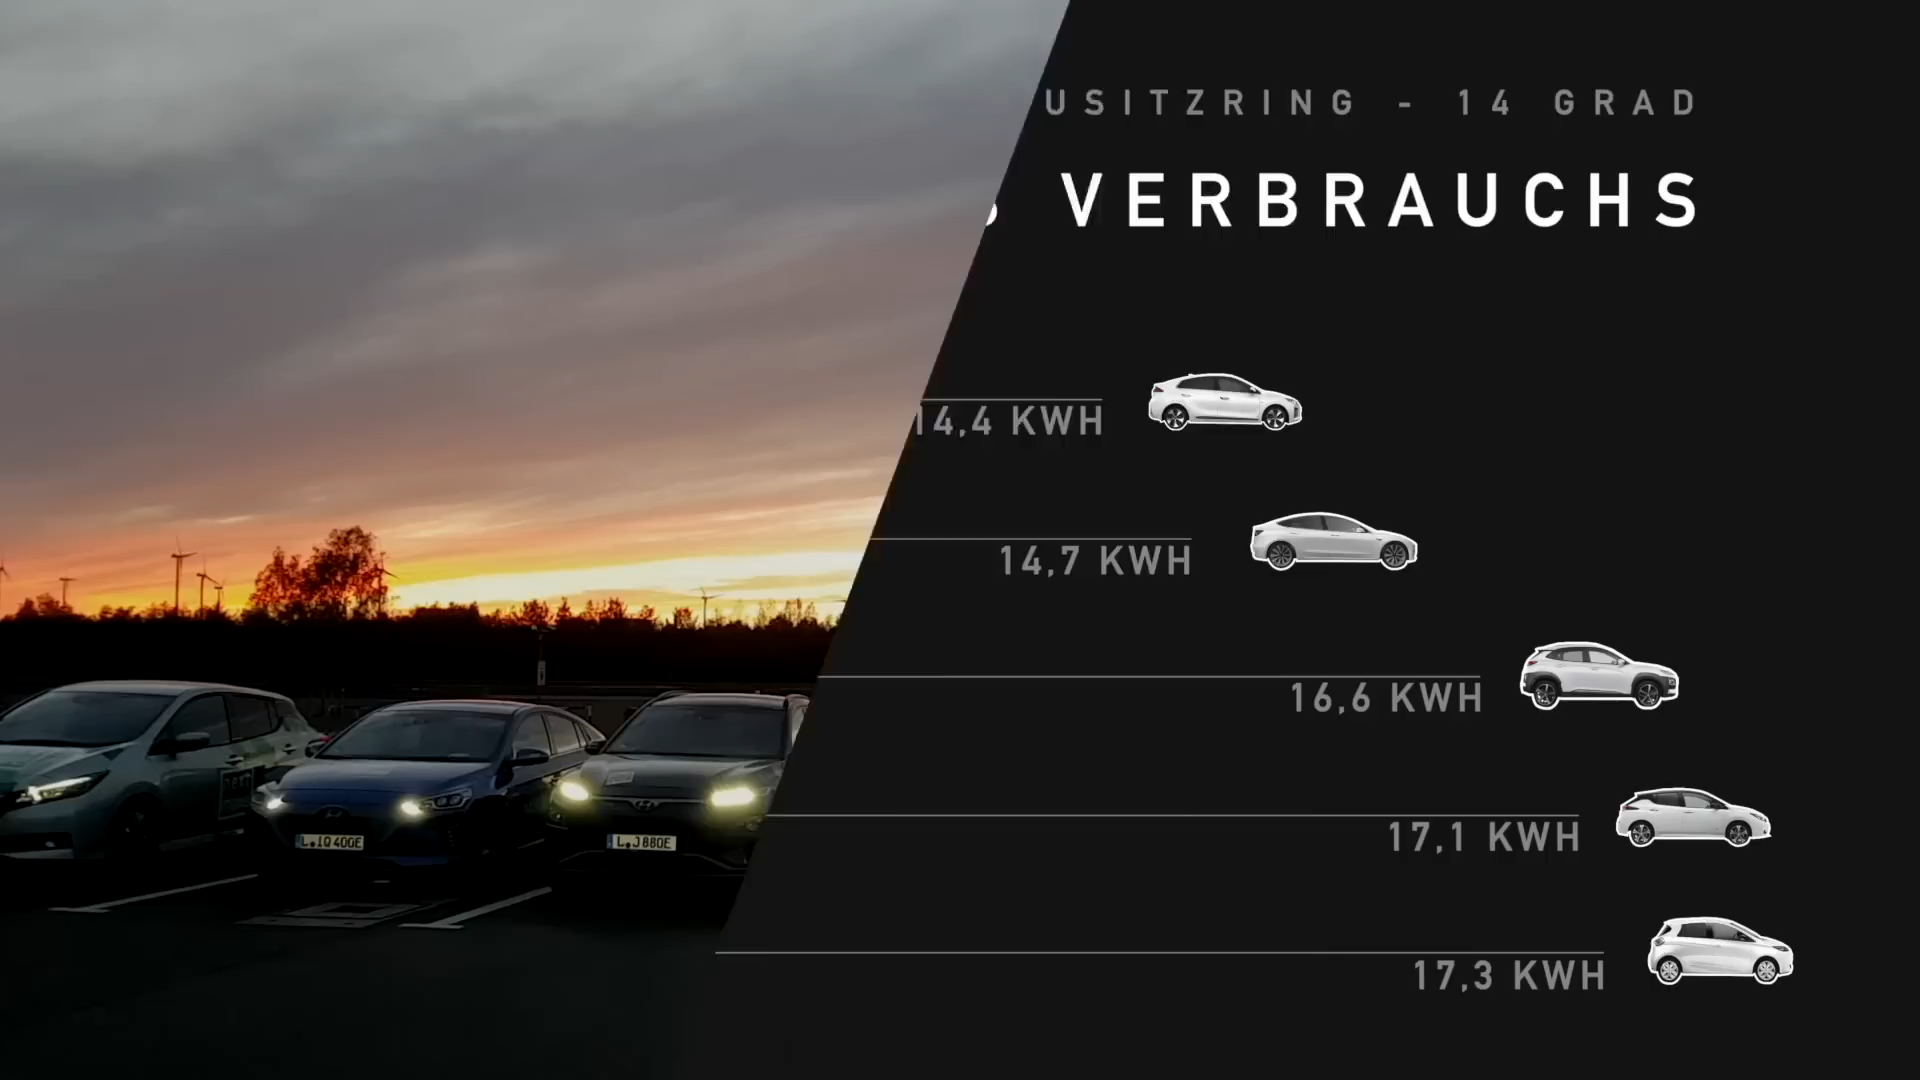 USITZRING - 14 GRAD
VERBRAUCHS
14,4 KWH
14,7 KWH
16,6 KWH
17,1 KWH
17,3 KWH
L IQ 400E
L J 880E